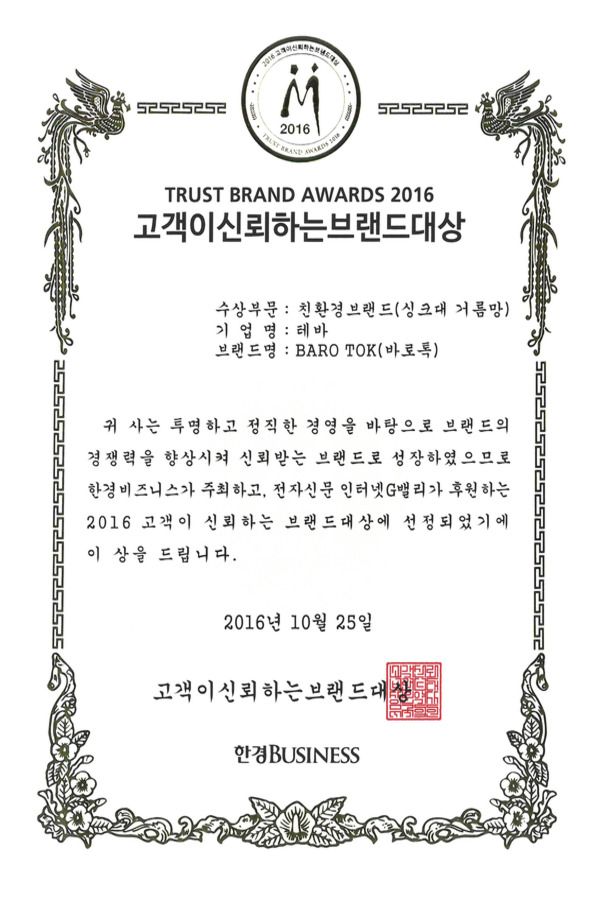 2016 고객이신뢰하는브랜드대상
2016
TRUST BRAND AWARDS 2016
TRUST BRAND AWARDS 2016
고객이신뢰하는브랜드대상
수상부문 : 친환경브랜드(싱크대 거름망)
기 업 명 : 테바
브랜드명 : BARO TOK(바로톡)
귀 사는 투명하고 정직한 경영을 바탕으로 브랜드의
경쟁력을 향상시켜 신뢰받는 브랜드로 성장하였으므로
한경비즈니스가 주최하고, 전자신문 인터넷G밸리가 후원하는
2016 고객이 신뢰하는 브랜드대상에 선정되었기에
이 상을 드립니다.
2016년 10월 25일
고객이신뢰하는브랜드대상
한경BUSINESS